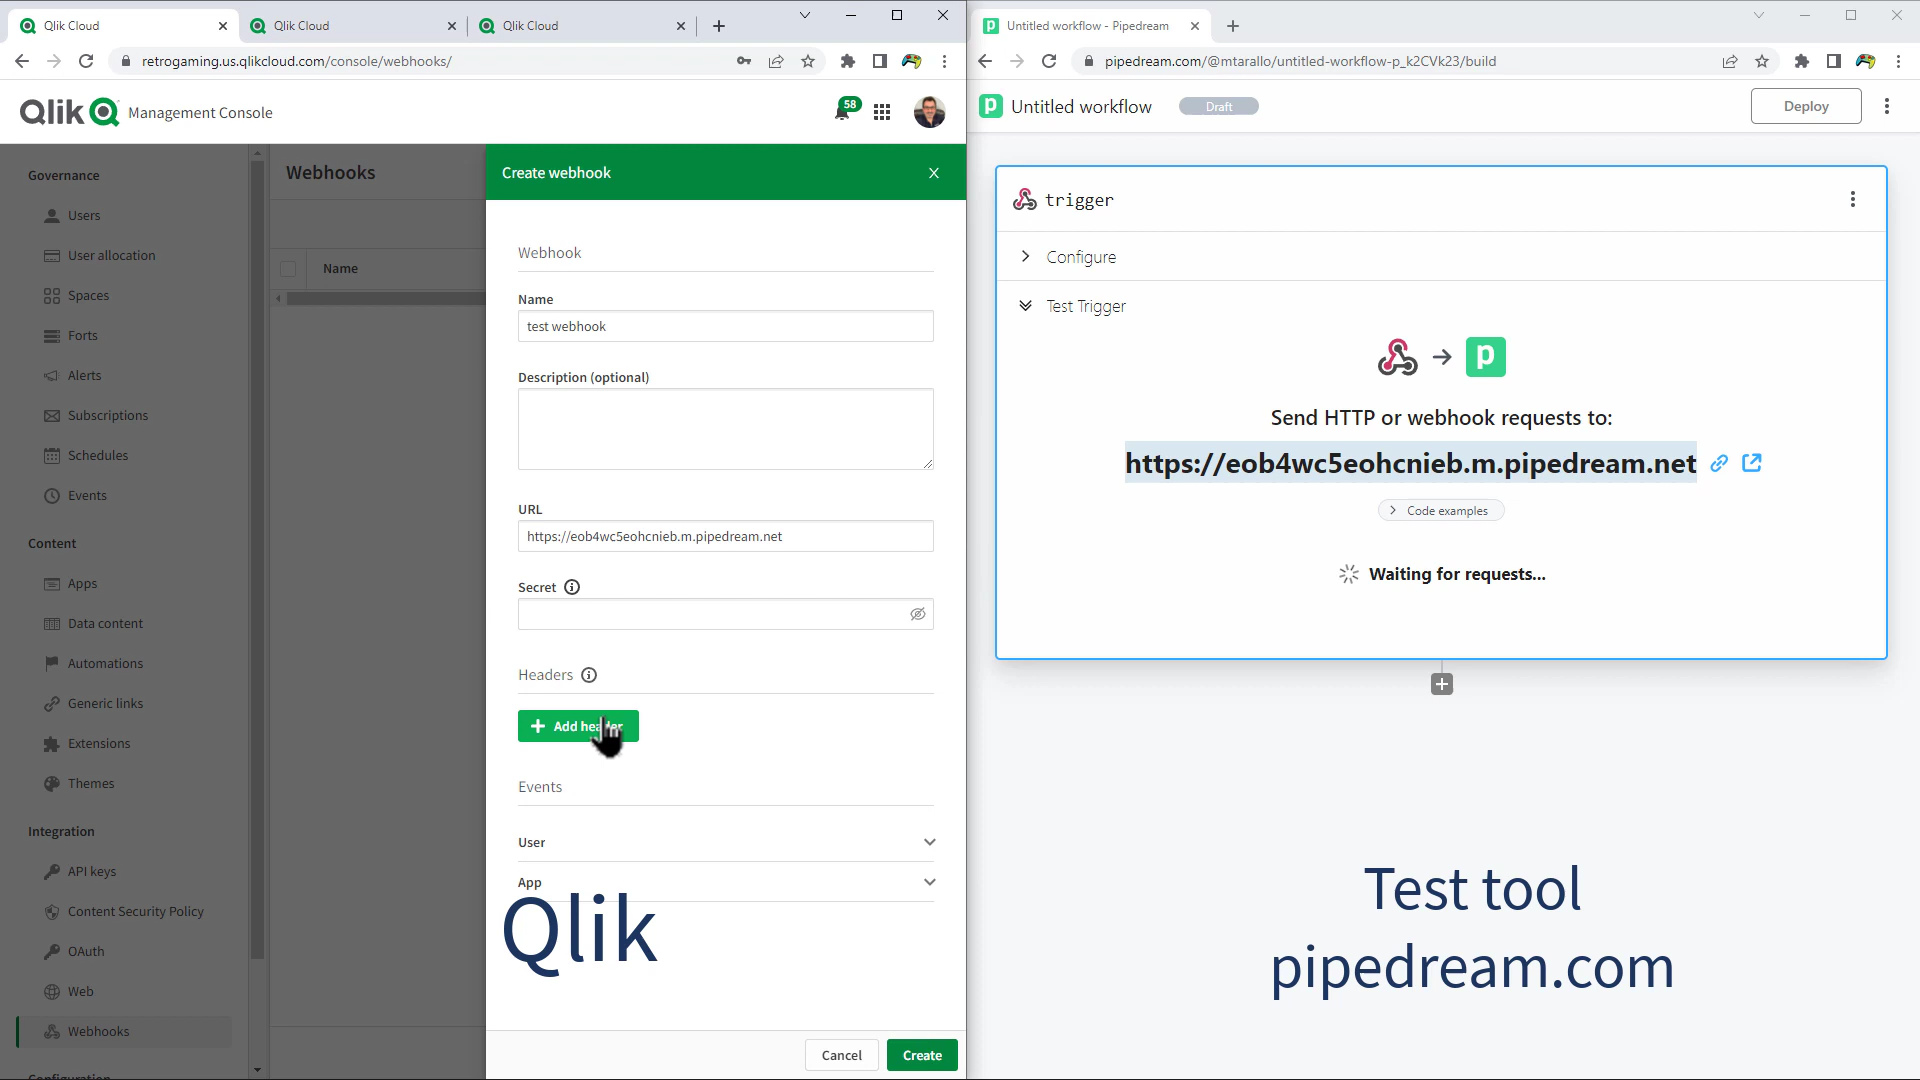 Qlik Cloud
Qlik Cloud
Qlik Cloud
retrogaming.us.qlikcloud.com/console/webhooks/
Qlik
Management Console
58
Governance
Users
User allocation
Spaces
Forts
Alerts
Subscriptions
Schedules
Events
Content
Apps
Data content
Automations
Generic links
Extensions
Themes
Integration
API keys
Content Security Policy
OAuth
Web
Webhooks
Webhooks
Name
Create webhook
Webhook
Name
test webhook
Description (optional)
URL
https://eob4wc5eohcnieb.m.pipedream.net
Secret
Headers
Add header
Events
User
App
Qlik
Cancel
Create
Untitled workflow - Pipedream
pipedream.com/@mtarallo/untitled-workflow-p_k2CVk23/build
p
Untitled workflow
Draft
Deploy
trigger
Configure
Test Trigger
p
Send HTTP or webhook requests to:
https://eob4wc5eohcnieb.m.pipedream.net
Code examples
Waiting for requests...
Test tool
pipedream.com